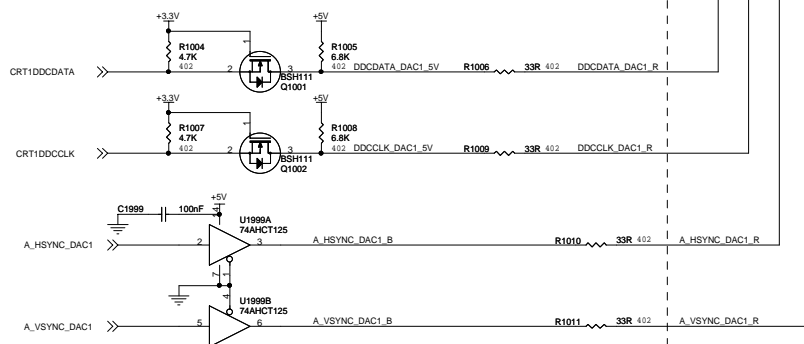 +3.3V
+5V
R1004
4.7K
402
1
2
3
BSH111
Q1001
R1005
6.8K
402
CRT1DDCDATA
DDCDATA_DAC1_5V
R1006
33R
402
DDCDATA_DAC1_R
+3.3V
+5V
R1007
4.7K
402
1
2
3
BSH111
Q1002
R1008
6.8K
402
CRT1DDCCLK
DDCCLK_DAC1_5V
R1009
33R
402
DDCCLK_DAC1_R
+5V
C1999
100nF
14
U1999A
74AHCT125
A_HSYNC_DAC1
2
3
A_HSYNC_DAC1_B
R1010
33R
402
A_HSYNC_DAC1_R
7
1
4
U1999B
74AHCT125
A_VSYNC_DAC1
5
6
A_VSYNC_DAC1_B
R1011
33R
402
A_VSYNC_DAC1_R